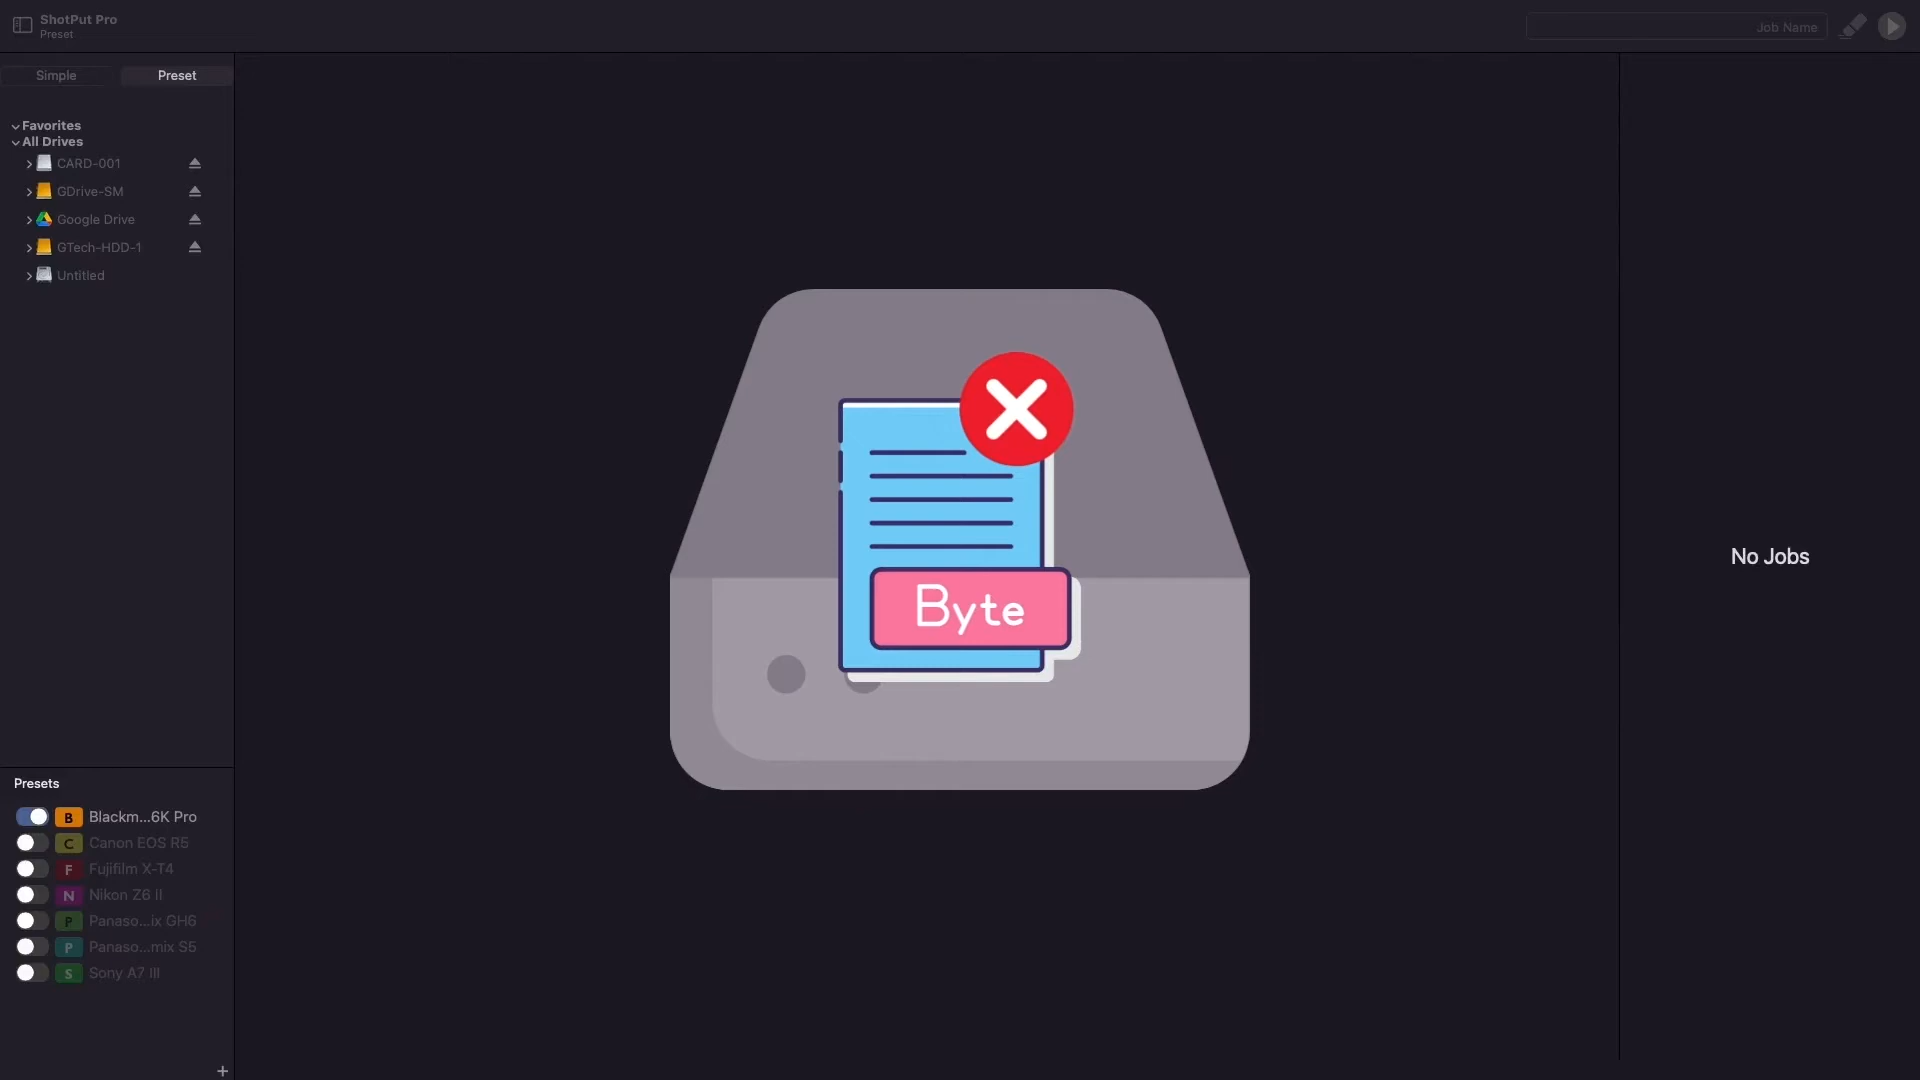 ShotPut Pro
Preset
Job Name
Simple
Preset
Favorites
All Drives
CARD-001
GDrive-SM
Google Drive
GTech-HDD-1
Untitled
Byte
No Jobs
Presets
B Blackm...6K Pro
C Canon EOS R5
F Fujifilm X-T4
N Nikon Z6 II
P Panaso...ix GH6
P Panaso...mix S5
S Sony A7 III